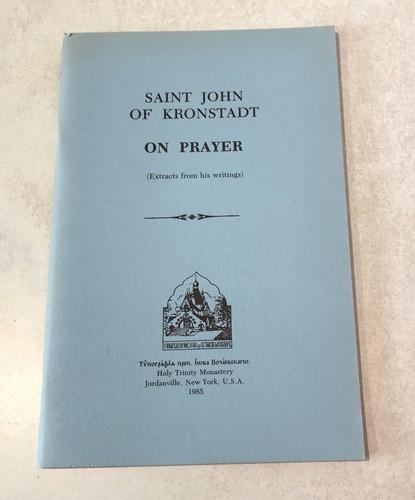 SAINT JOHN
OF KRONSTADT
ON PRAYER
(Extracts from his writings)
Holy Trinity Monastery
Jordanville, New York, U.S.A.
1985